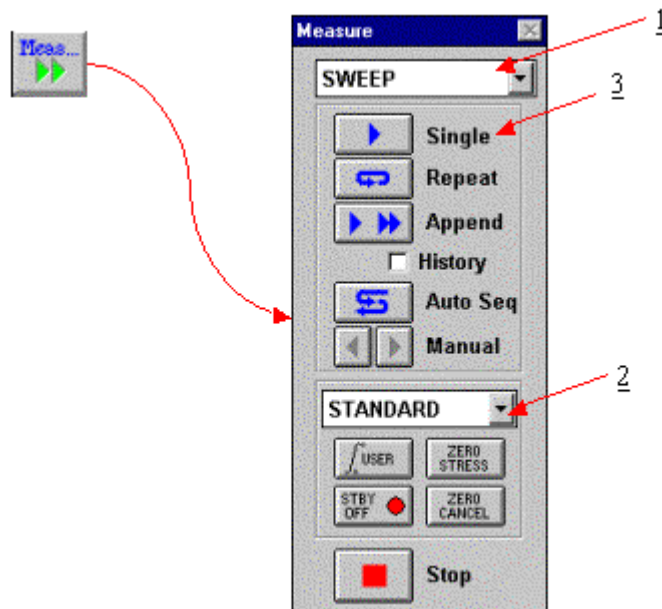 Meas...
Measure
1
SWEEP
3
Single
Repeat
Append
History
Auto Seq
Manual
2
STANDARD
USER
ZERO
STRESS
STBY
OFF
ZERO
CANCEL
Stop